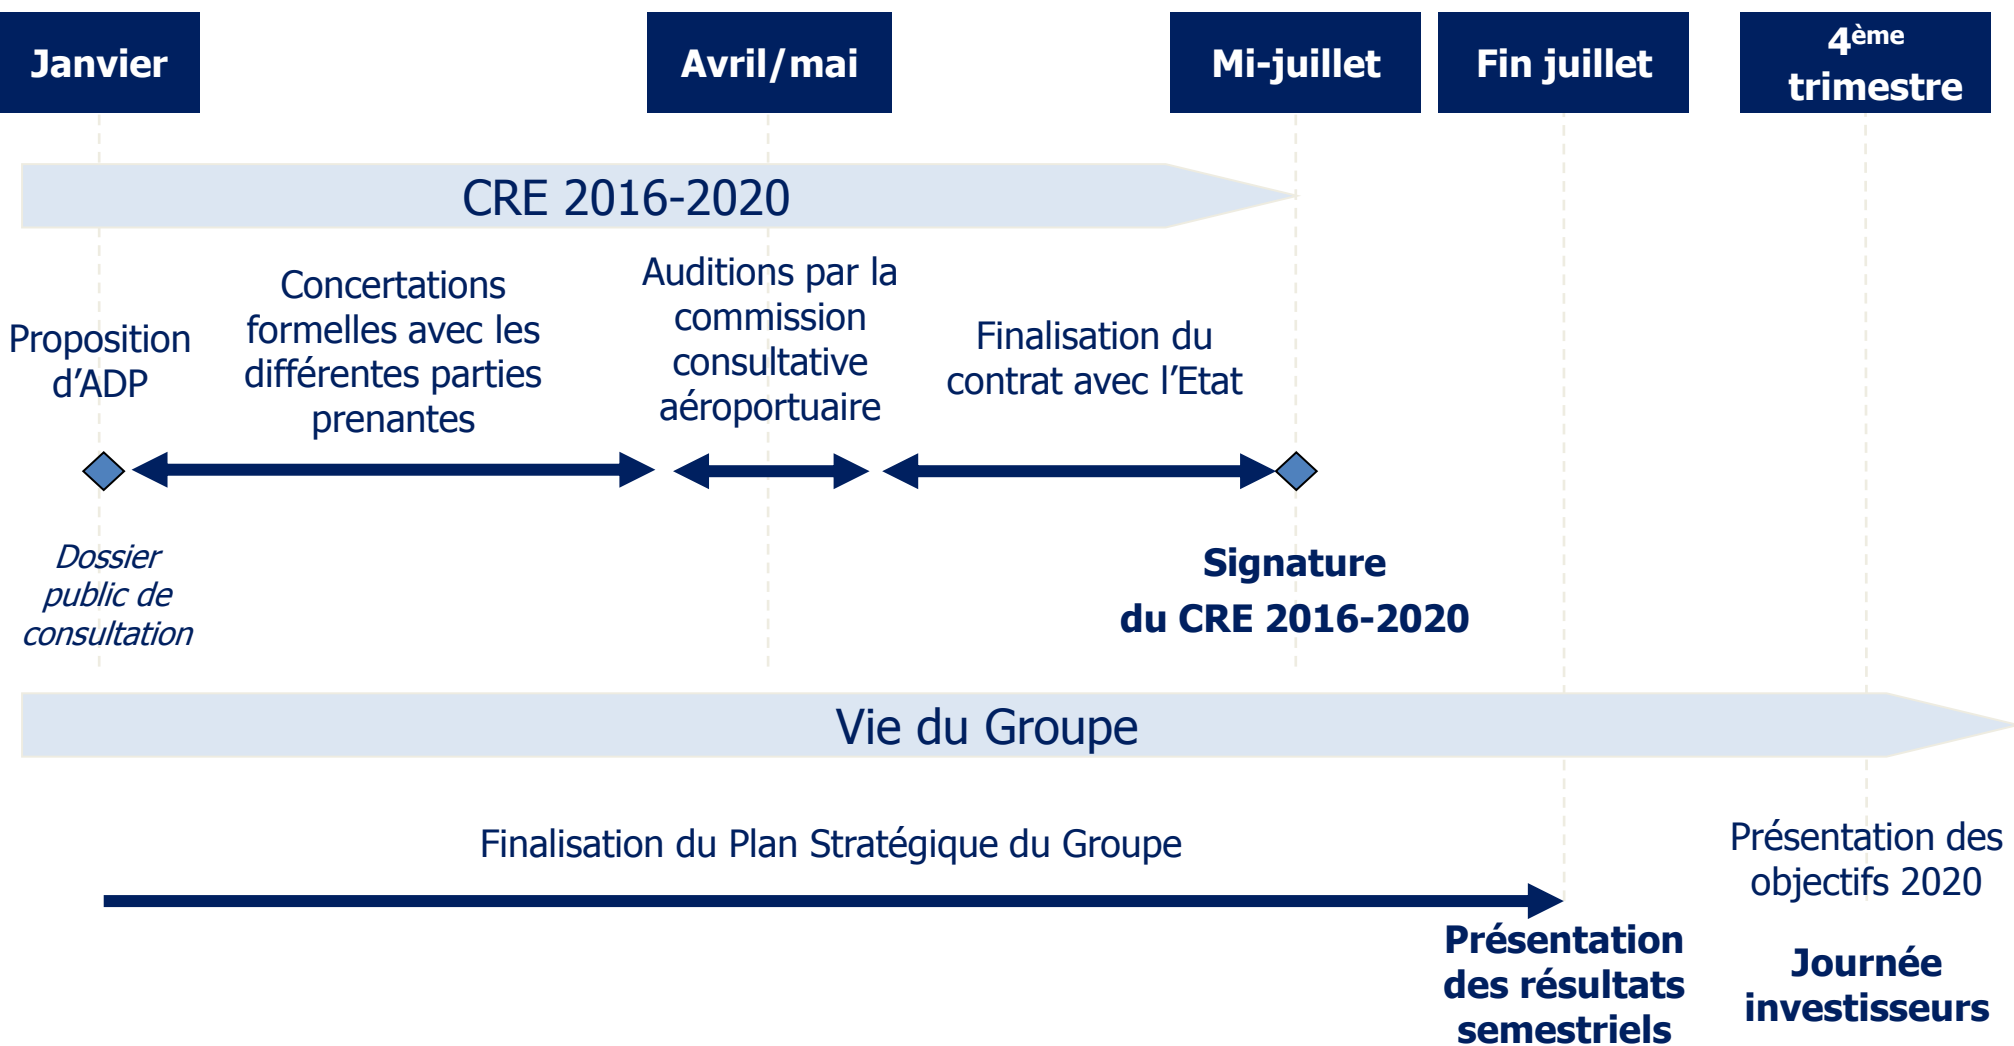 Janvier
Avril/mai
Mi-juillet
Fin juillet
4ème
trimestre
CRE 2016-2020
Proposition
d’ADP
Concertations
formelles avec les
différentes parties
prenantes
Auditions par la
commission
consultative
aéroportuaire
Finalisation du
contrat avec l’Etat
Dossier
public de
consultation
Signature
du CRE 2016-2020
Vie du Groupe
Finalisation du Plan Stratégique du Groupe
Présentation des
objectifs 2020
Présentation
des résultats
semestriels
Journée
investisseurs